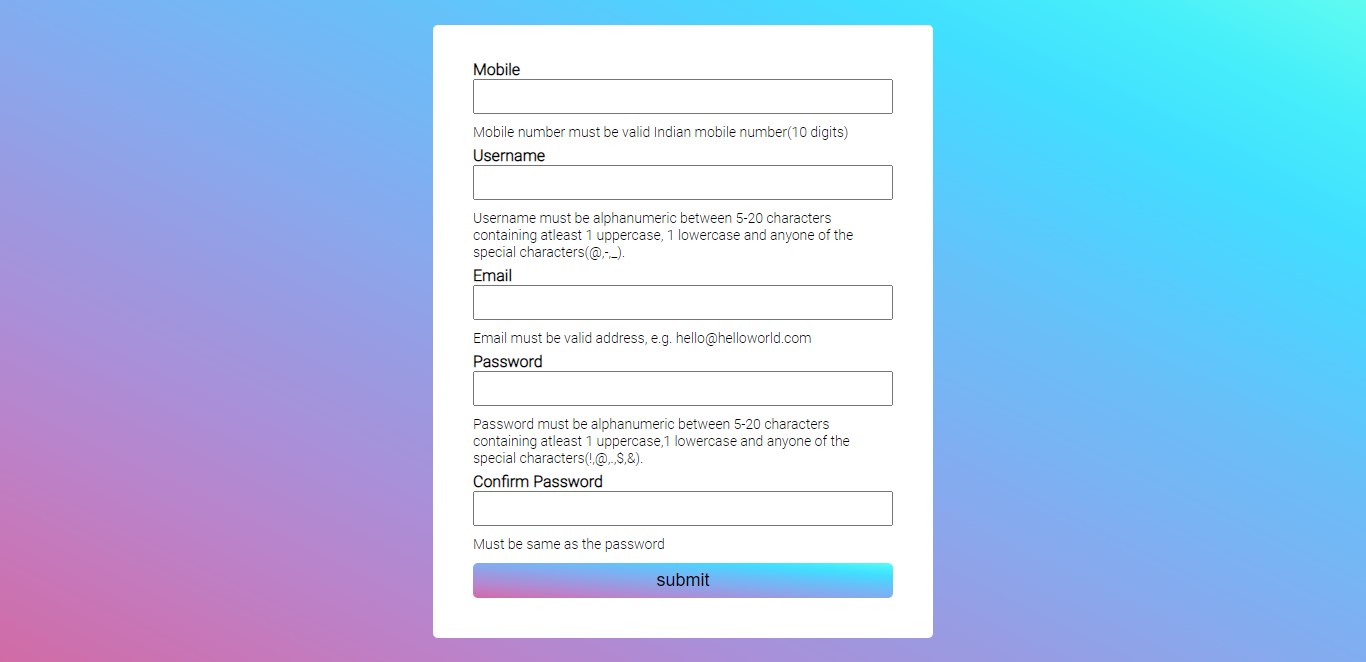 Mobile
Mobile number must be valid Indian mobile number(10 digits)
Username
Username must be alphanumeric between 5-20 characters
containing atleast 1 uppercase, 1 lowercase and anyone of the
special characters(@,-,_).
Email
Email must be valid address, e.g. hello@helloworld.com
Password
Password must be alphanumeric between 5-20 characters
containing atleast 1 uppercase,1 lowercase and anyone of the
special characters(!,@,.,$,&).
Confirm Password
Must be same as the password
submit